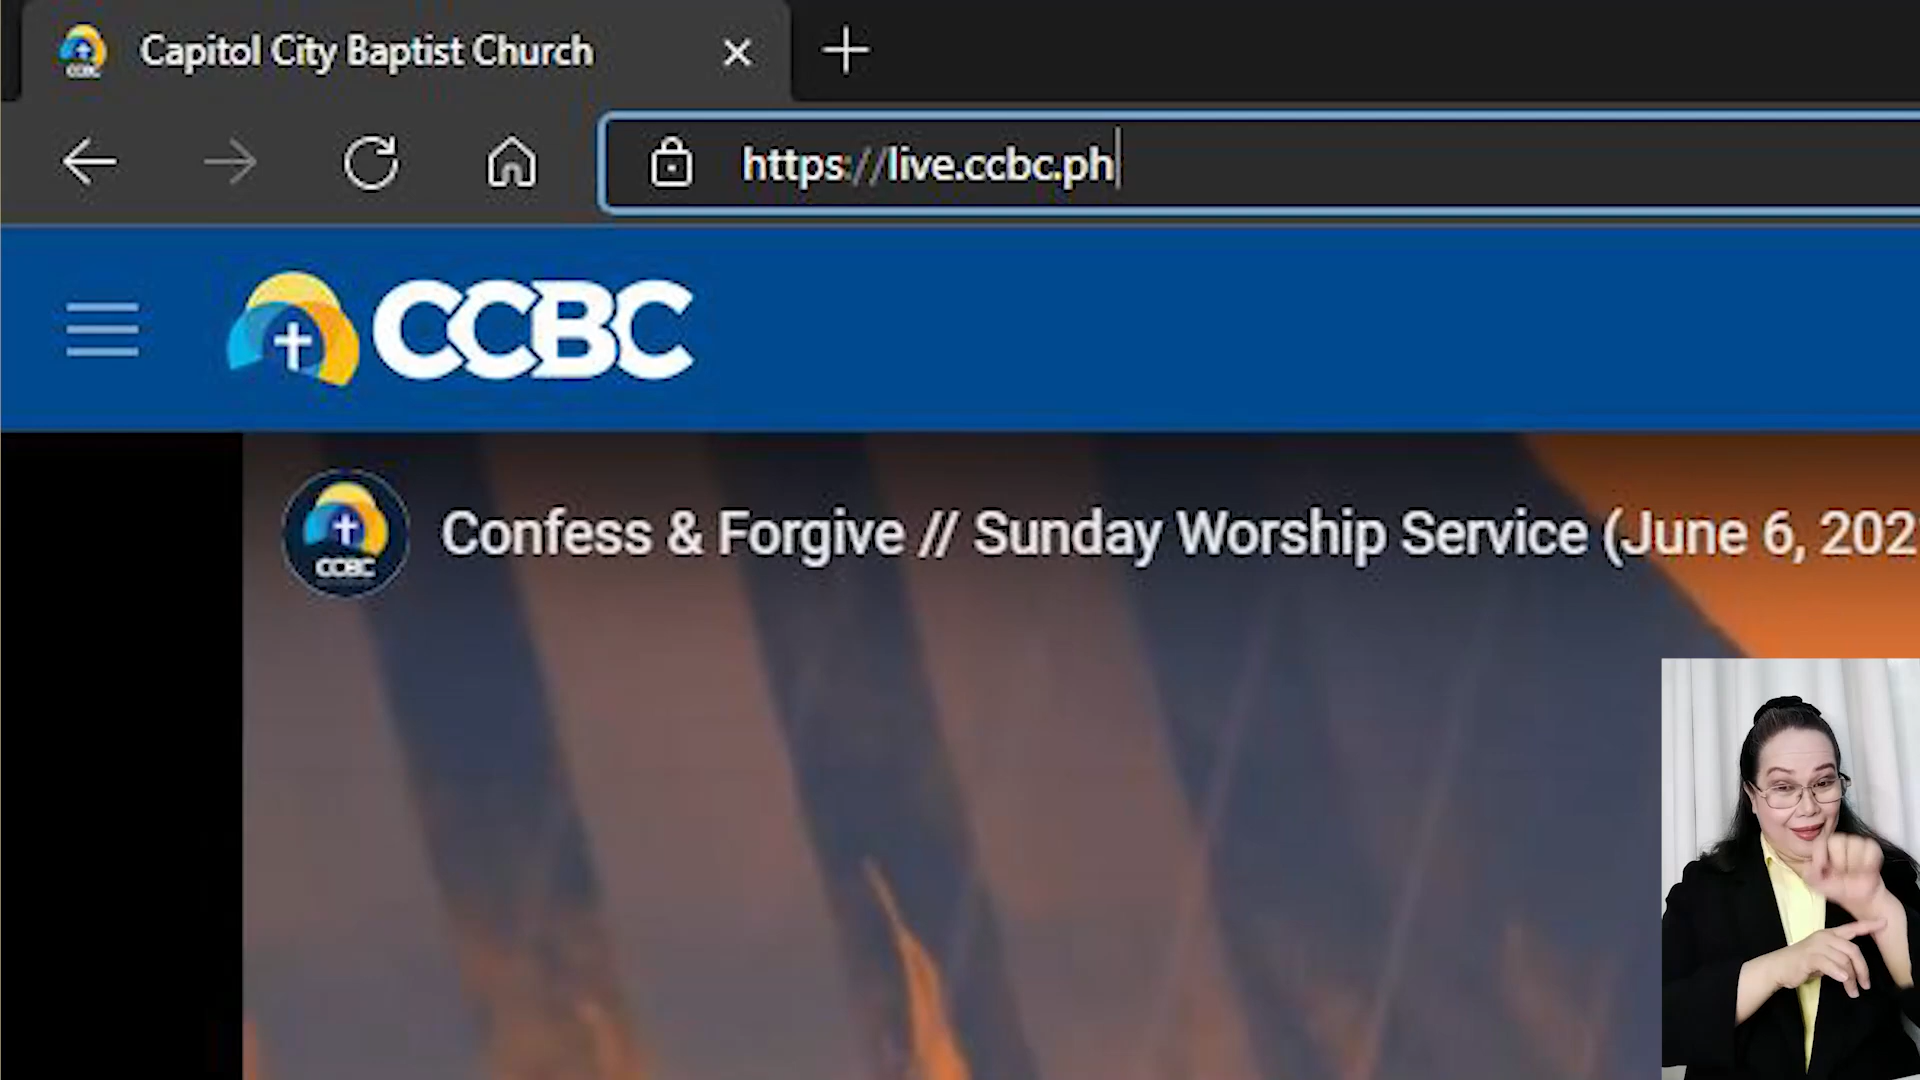 Capitol City Baptist Church
https://live.ccbc.ph
CCBC
CCBC
Confess & Forgive // Sunday Worship Service (June 6, 202
CCBC